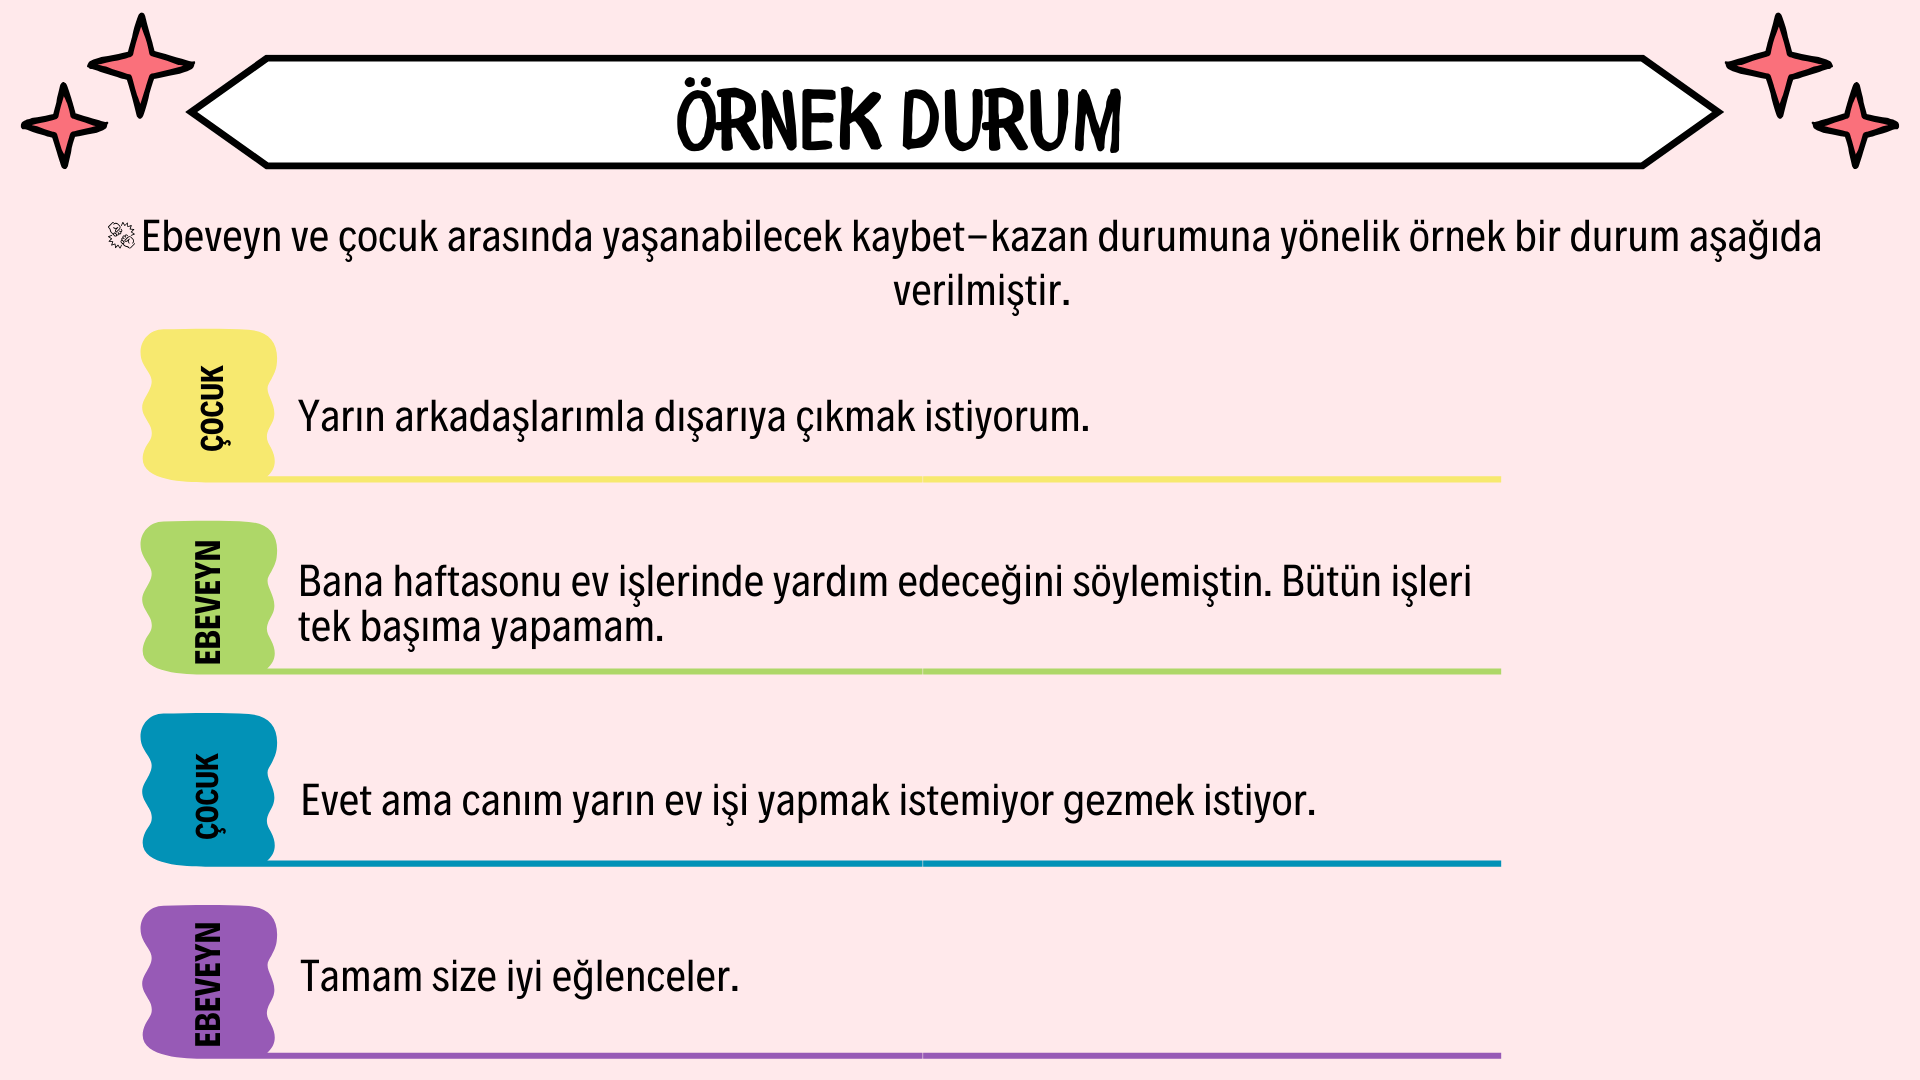 ÖRNEK DURUM
Ebeveyn ve çocuk arasında yaşanabilecek kaybet–kazan durumuna yönelik örnek bir durum aşağıda
verilmiştir.
ÇOCUK
Yarın arkadaşlarımla dışarıya çıkmak istiyorum.
EBEVEYN
Bana haftasonu ev işlerinde yardım edeceğini söylemiştin. Bütün işleri
tek başıma yapamam.
ÇOCUK
Evet ama canım yarın ev işi yapmak istemiyor gezmek istiyor.
EBEVEYN
Tamam size iyi eğlenceler.